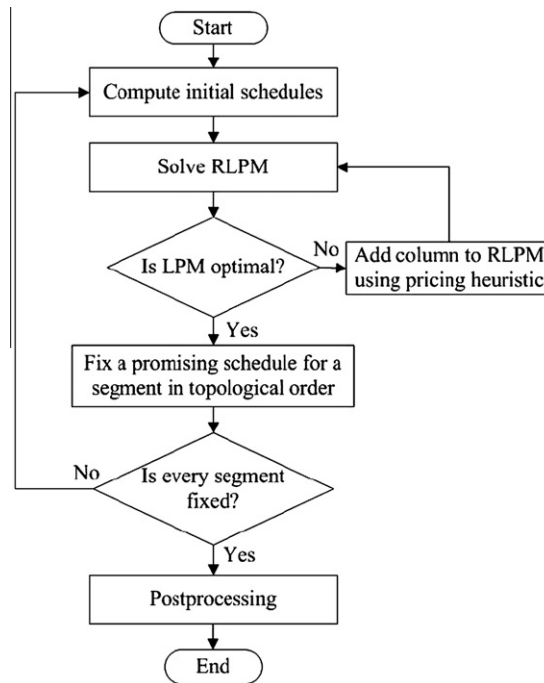 Start
Compute initial schedules
Solve RLPM
Is LPM optimal?
No
Add column to RLPM
using pricing heuristic
Yes
Fix a promising schedule for a
segment in topological order
No
Is every segment
fixed?
Yes
Postprocessing
End